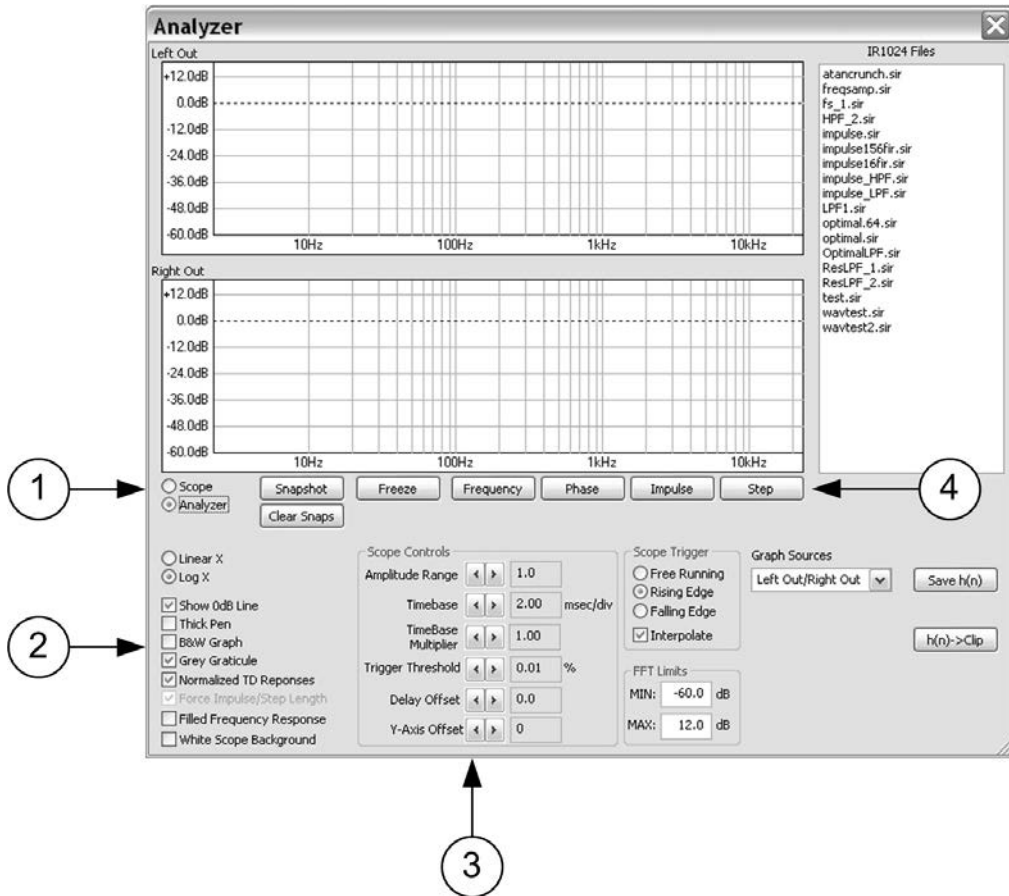 Analyzer
Left Out
IR1024 Files
+12.0dB
0.0dB
-12.0dB
-24.0dB
-36.0dB
-48.0dB
-60.0dB
10Hz 100Hz 1kHz 10kHz
Right Out
+12.0dB
0.0dB
-12.0dB
-24.0dB
-36.0dB
-48.0dB
-60.0dB
10Hz 100Hz 1kHz 10kHz
atancrunch.sir
freqsamp.sir
fs_1.sir
HPF_2.sir
impulse.sir
impulse156fir.sir
impulse16fir.sir
impulse_HPF.sir
impulse_LPF.sir
LPF1.sir
optimal.64.sir
optimal.sir
OptimalLPF.sir
ResLPF_1.sir
ResLPF_2.sir
test.sir
wavtest.sir
wavtest2.sir
1
Scope
Analyzer
Snapshot Freeze Frequency Phase Impulse Step
Clear Snaps
4
Linear X
Log X
2
Show 0dB Line
Thick Pen
B&W Graph
Grey Graticule
Normalized TD Reponses
Force Impulse/Step Length
Filled Frequency Response
White Scope Background
Scope Controls
Amplitude Range 1.0
Timebase 2.00 msec/div
TimeBase
Multiplier 1.00
Trigger Threshold 0.01 %
Delay Offset 0.0
Y-Axis Offset 0
3
Scope Trigger
Free Running
Rising Edge
Falling Edge
Interpolate
FFT Limits
MIN: -60.0 dB
MAX: 12.0 dB
Graph Sources
Left Out/Right Out
Save h(n)
h(n)->Clip